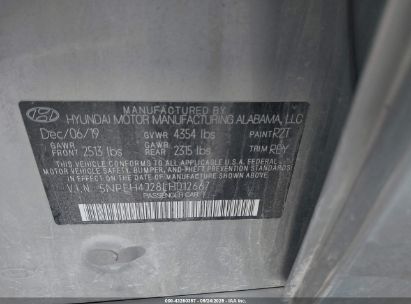 MANUFACTURED BY
HYUNDAI MOTOR MANUFACTURING ALABAMA, LLC
Dec/06/19 GVWR 4354 lbs PAINT R2T
GAWR FRONT 2513 lbs GAWR REAR 2315 lbs TRIM RRY
THIS VEHICLE CONFORMS TO ALL APPLICABLE U.S.A. FEDERAL
MOTOR VEHICLE SAFETY, BUMPER, AND THEFT PREVENTION STANDARDS
IN EFFECT ON THE DATE OF MANUFACTURE SHOWN ABOVE.
V.I.N.
PASSENGER CAR